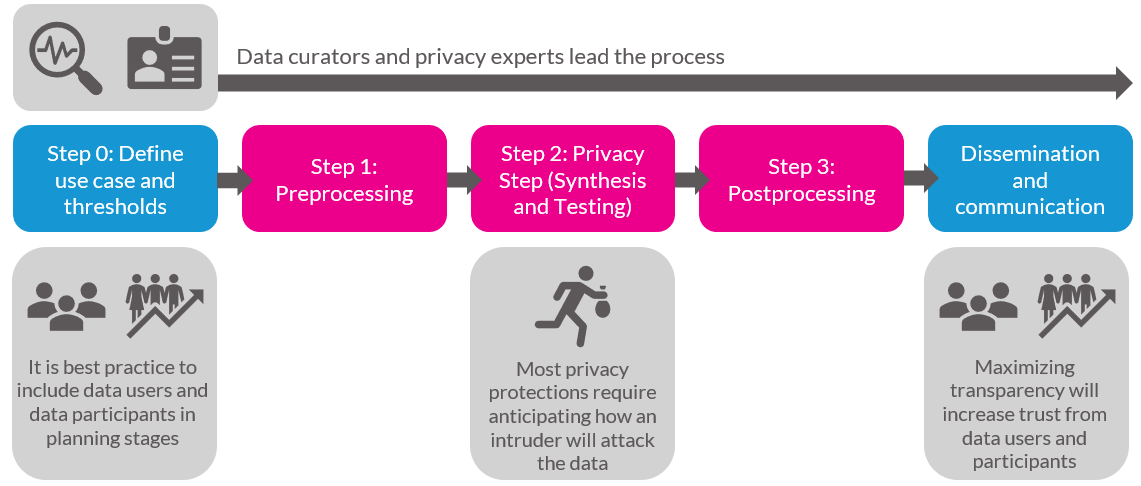 Data curators and privacy experts lead the process
Step 0: Define
use case and
thresholds
Step 1:
Preprocessing
Step 2: Privacy
Step (Synthesis
and Testing)
Step 3:
Postprocessing
Dissemination
and
communication
It is best practice to
include data users and
data participants in
planning stages
Most privacy
protections require
anticipating how an
intruder will attack
the data
Maximizing
transparency will
increase trust from
data users and
participants